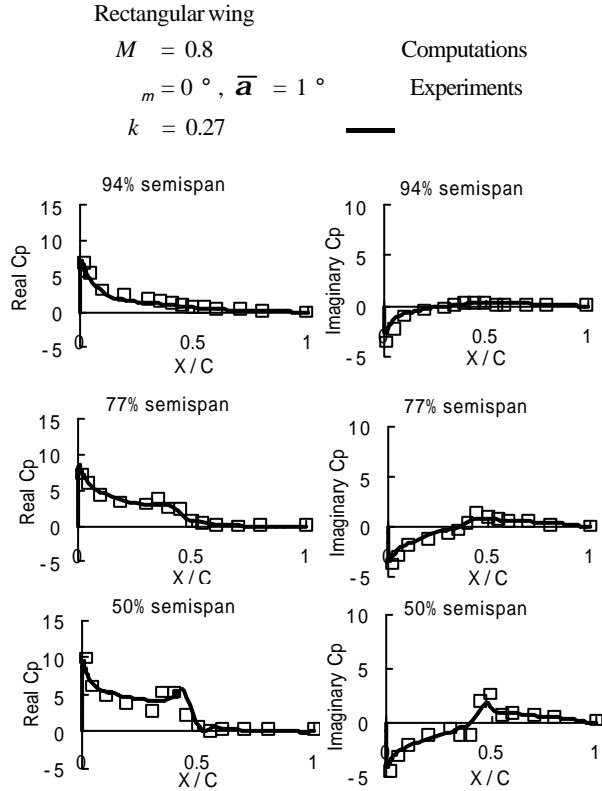 Rectangular wing
M = 0.8 Computations
m = 0 ° , a = 1 ° Experiments
k = 0.27
94% semispan
15
10
5
0
-5
Real Cp
0 0.5 1
X / C
94% semispan
10
5
0
-5
Imaginary Cp
0 0.5 1
X / C
77% semispan
15
10
5
0
-5
Real Cp
0 0.5 1
X / C
77% semispan
10
5
0
-5
Imaginary Cp
0 0.5 1
X / C
50% semispan
15
10
5
0
-5
Real Cp
0 0.5 1
X / C
50% semispan
10
5
0
-5
Imaginary Cp
0 0.5 1
X / C